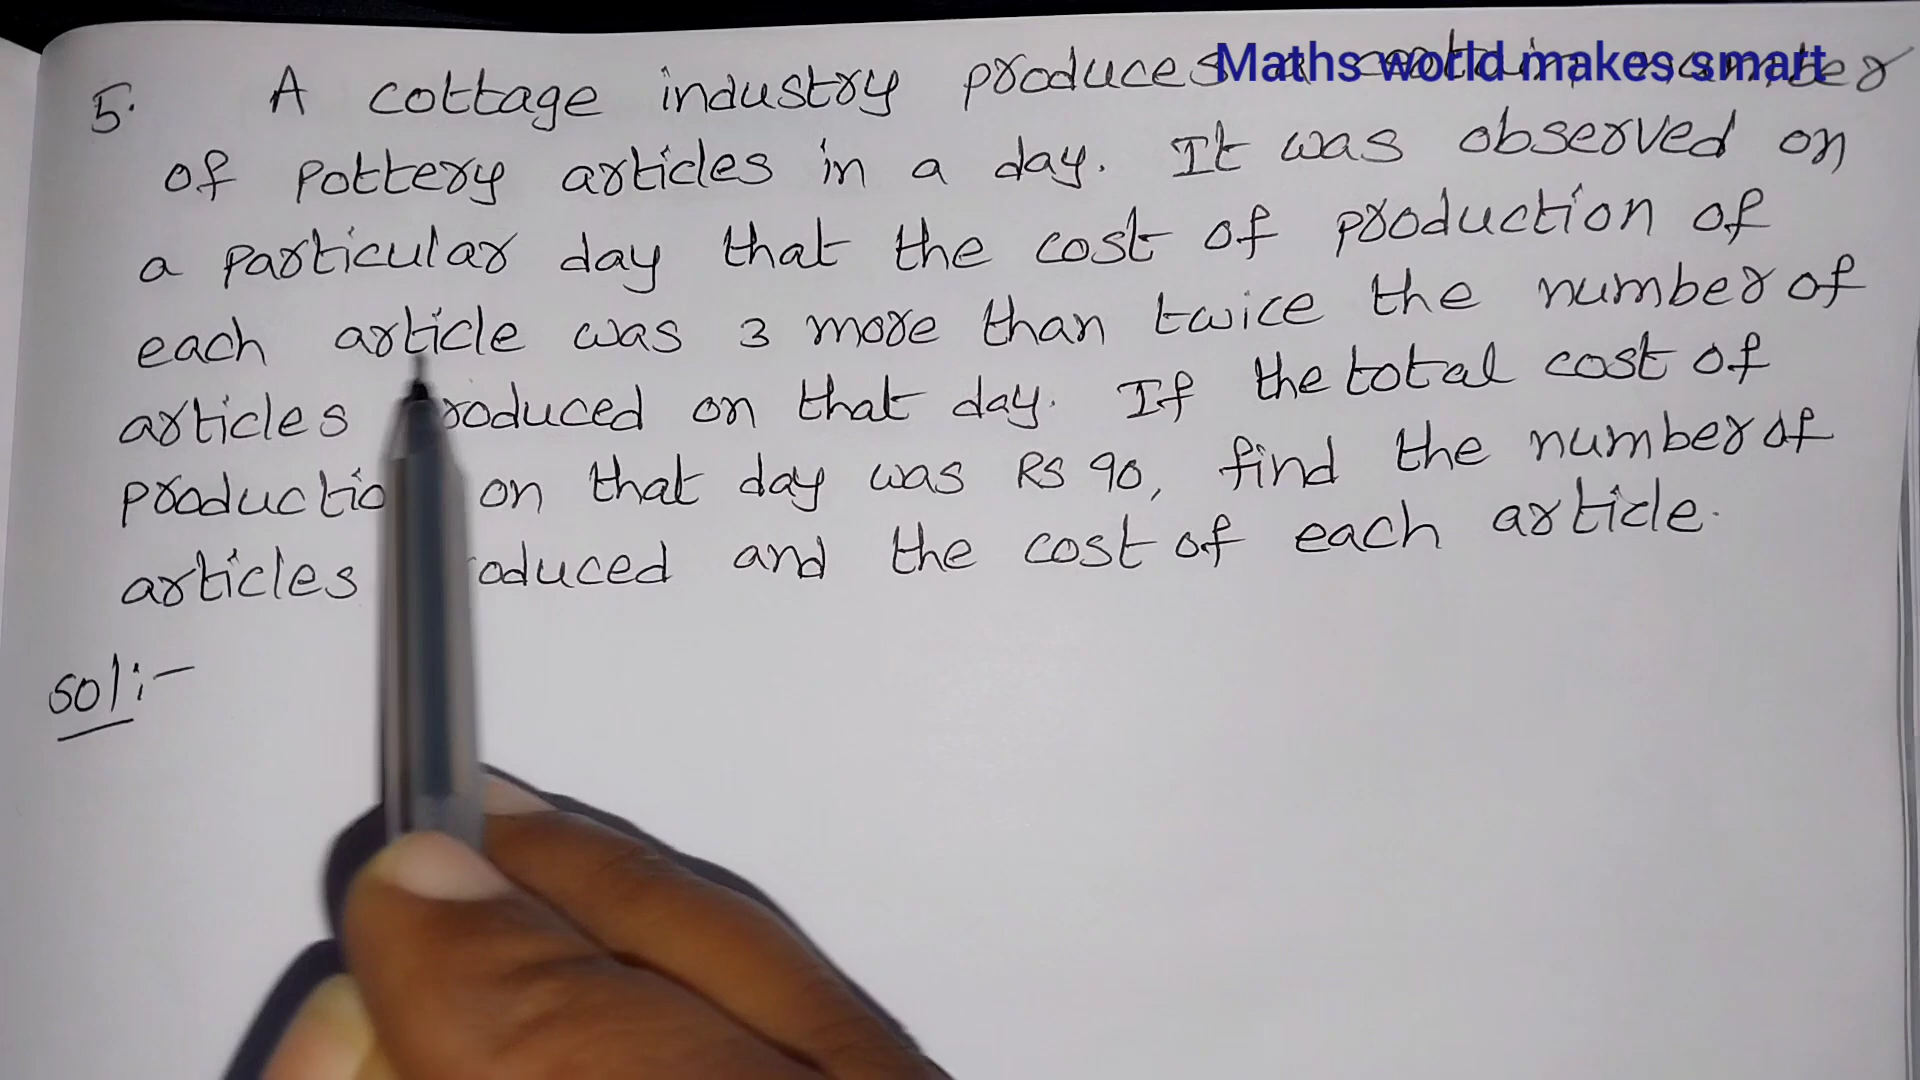 Maths world makes smart
5. A cottage industry produces
of pottery articles in a day. It was observed on
a particular day that the cost of production of
each article was 3 more than twice the number of
articles roduced on that day. If the total cost of
productio on that day was Rs 90, find the number of
articles oduced and the cost of each article.
sol:-